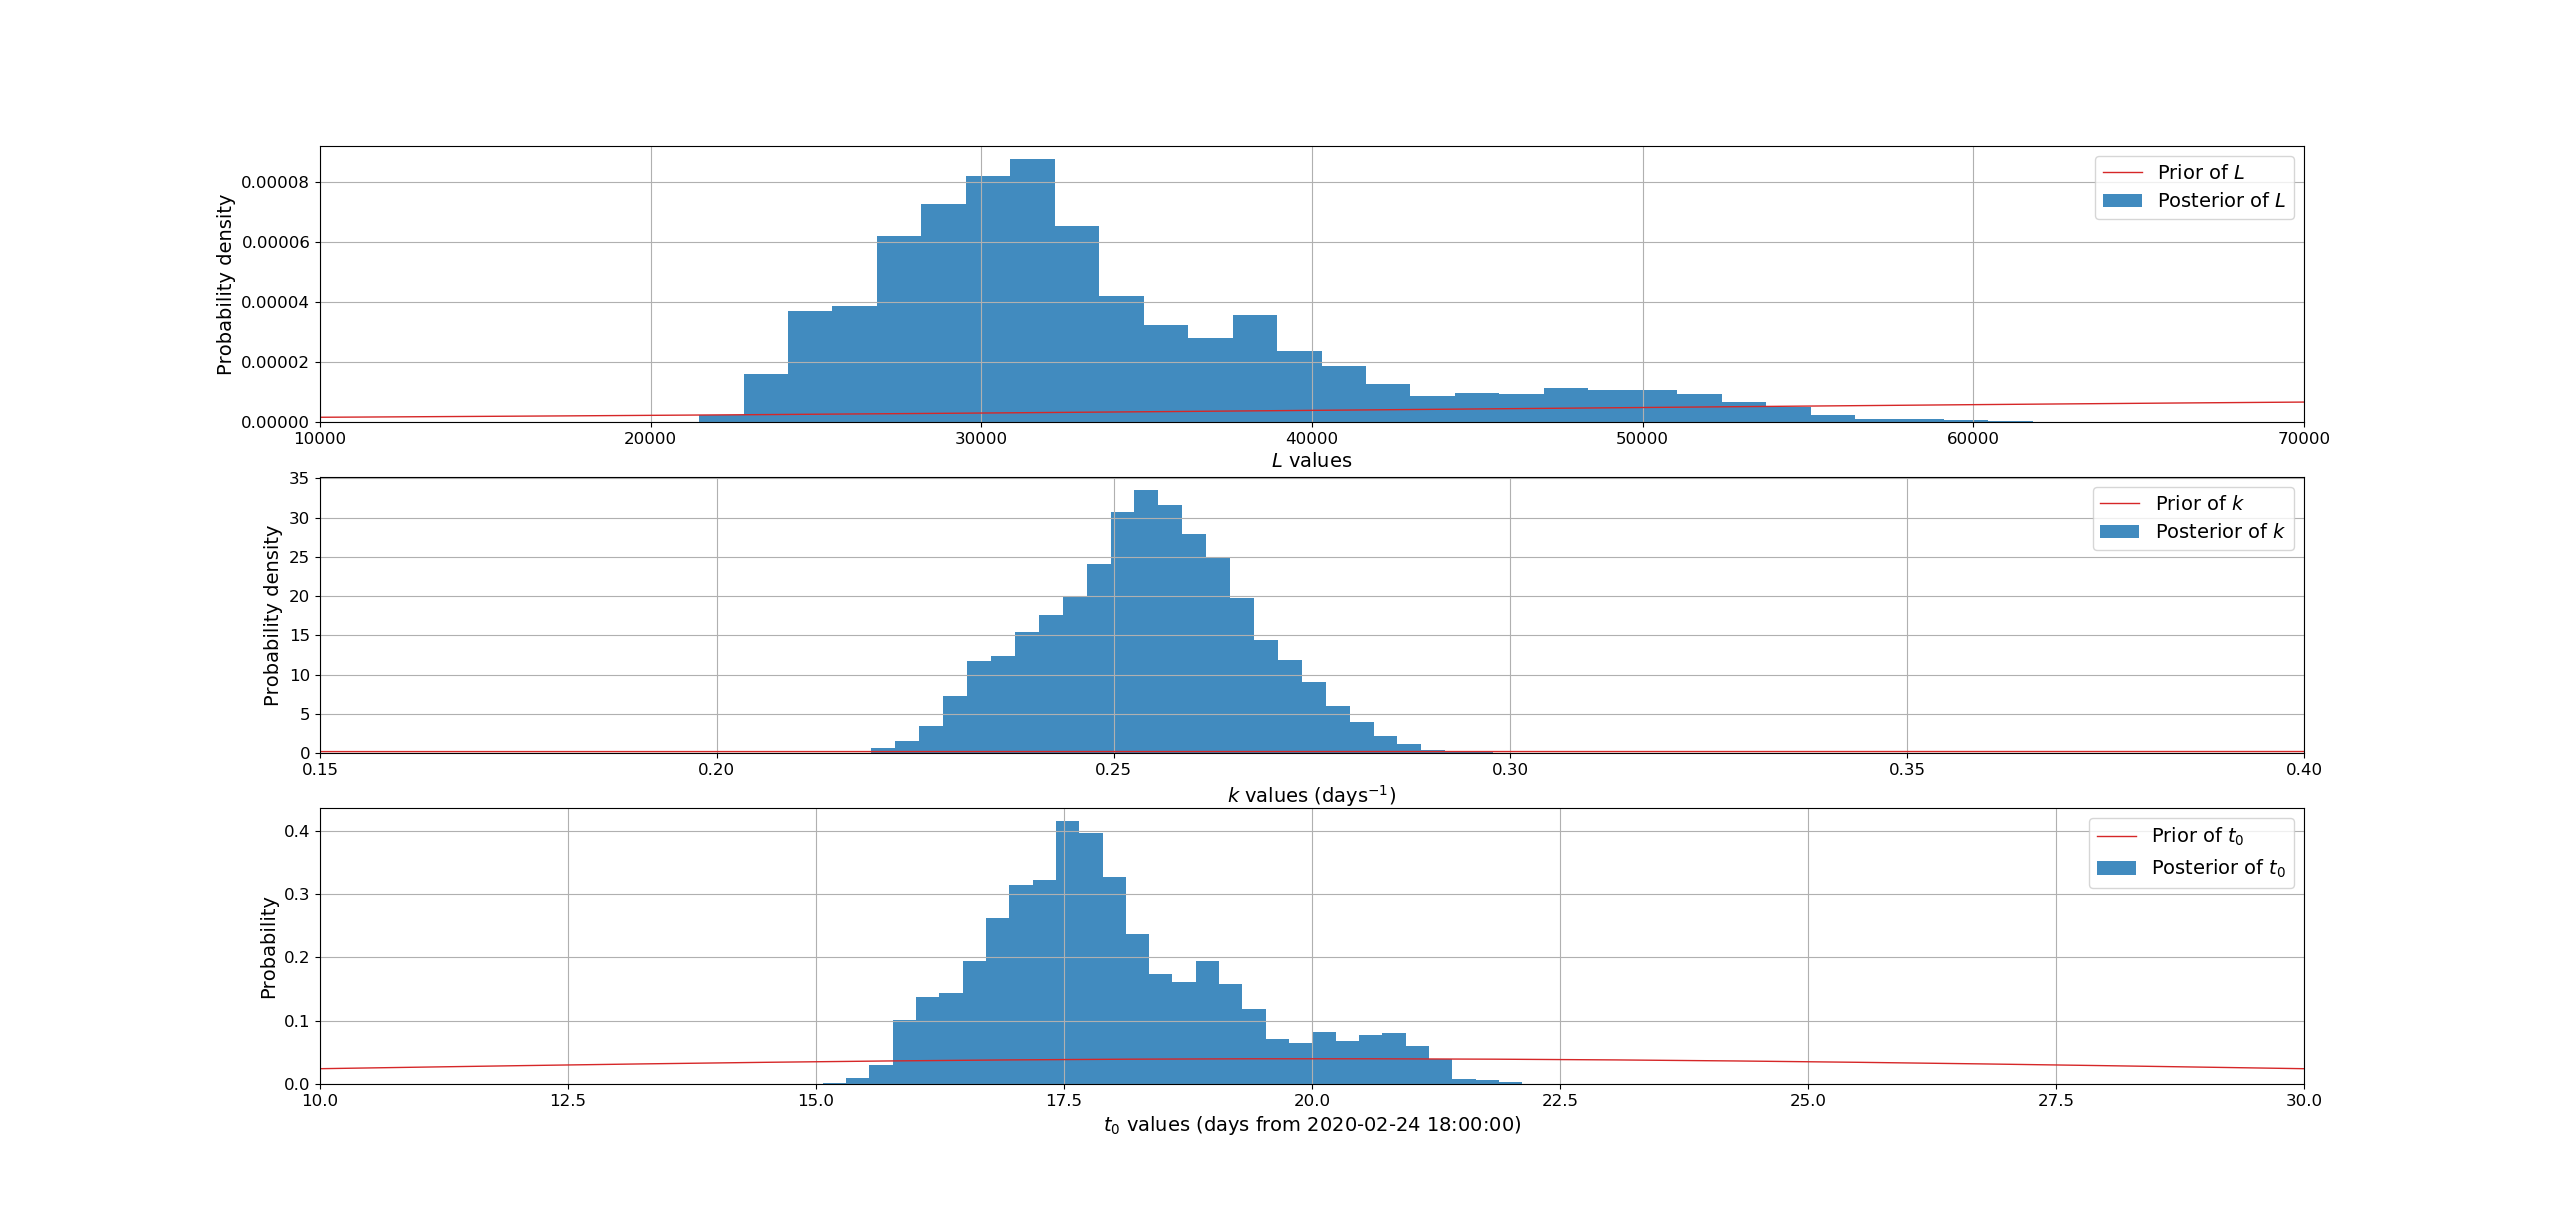 Probability density
0.00008
0.00006
0.00004
0.00002
0.00000
Prior of L
Posterior of L
10000 20000 30000 40000 50000 60000 70000
L values
Probability density
35
30
25
20
15
10
5
0
Prior of k
Posterior of k
0.15 0.20 0.25 0.30 0.35 0.40
k values (days⁻¹)
Probability
0.4
0.3
0.2
0.1
0.0
Prior of t₀
Posterior of t₀
10.0 12.5 15.0 17.5 20.0 22.5 25.0 27.5 30.0
t₀ values (days from 2020-02-24 18:00:00)